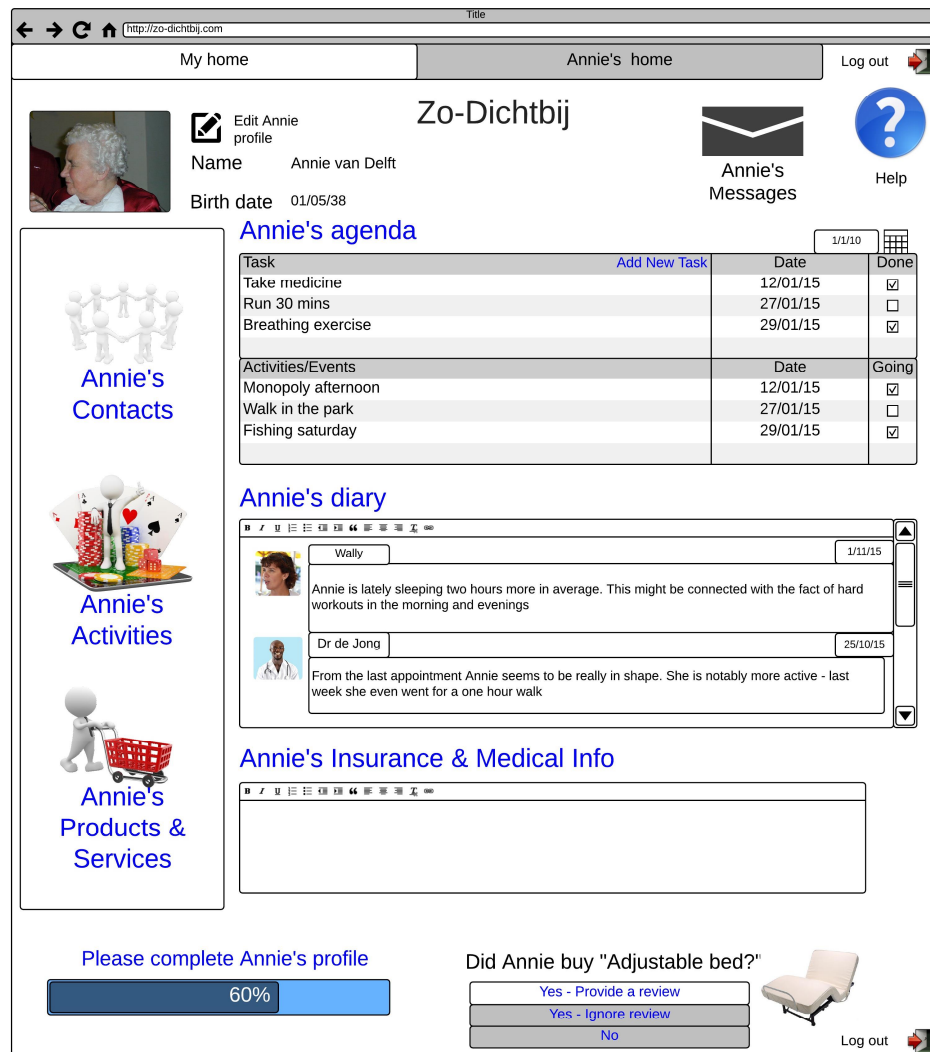 Title
http://zo-dichtbij.com
My home
Annie's  home
Log out
Edit Annie
profile
Zo-Dichtbij
?
Annie's
Messages
Help
Name Annie van Delft
Birth date 01/05/38
Annie's agenda
1/1/10
Task Add New Task Date Done
Take medicine 12/01/15
Run 30 mins 27/01/15
Breathing exercise 29/01/15
Activities/Events Date Going
Monopoly afternoon 12/01/15
Walk in the park 27/01/15
Fishing saturday 29/01/15
Annie's
Contacts
Annie's
Activities
Annie's
Products &
Services
Annie's diary
B I U
Wally 1/11/15
Annie is lately sleeping two hours more in average. This might be connected with the fact of hard
workouts in the morning and evenings
Dr de Jong 25/10/15
From the last appointment Annie seems to be really in shape. She is notably more active - last
week she even went for a one hour walk
Annie's Insurance & Medical Info
B I U
Please complete Annie's profile
60%
Did Annie buy "Adjustable bed?"
Yes - Provide a review
Yes - Ignore review
No
Log out